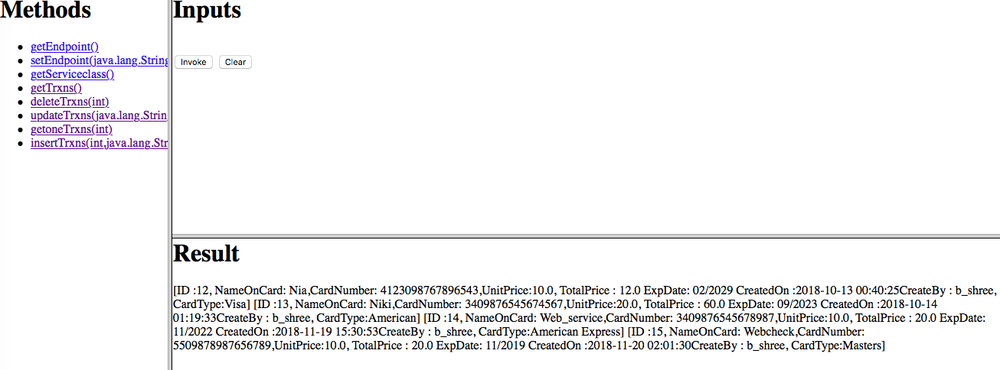 Methods
getEndpoint()
setEndpoint(java.lang.String
getServiceclass()
getTrxns()
deleteTrxns(int)
updateTrxns(java.lang.Strin
getoneTrxns(int)
insertTrxns(int,java.lang.Str
Inputs
Invoke Clear
Result
[ID :12, NameOnCard: Nia,CardNumber: 4123098767896543,UnitPrice:10.0, TotalPrice : 12.0 ExpDate: 02/2029 CreatedOn :2018-10-13 00:40:25CreateBy : b_shree,
CardType:Visa] [ID :13, NameOnCard: Niki,CardNumber: 3409876545674567,UnitPrice:20.0, TotalPrice : 60.0 ExpDate: 09/2023 CreatedOn :2018-10-14
01:19:33CreateBy : b_shree, CardType:American] [ID :14, NameOnCard: Web_service,CardNumber: 3409876545678987,UnitPrice:10.0, TotalPrice : 20.0 ExpDate:
11/2022 CreatedOn :2018-11-19 15:30:53CreateBy : b_shree, CardType:American Express] [ID :15, NameOnCard: Webcheck,CardNumber:
5509878987656789,UnitPrice:10.0, TotalPrice : 20.0 ExpDate: 11/2019 CreatedOn :2018-11-20 02:01:30CreateBy : b_shree, CardType:Masters]